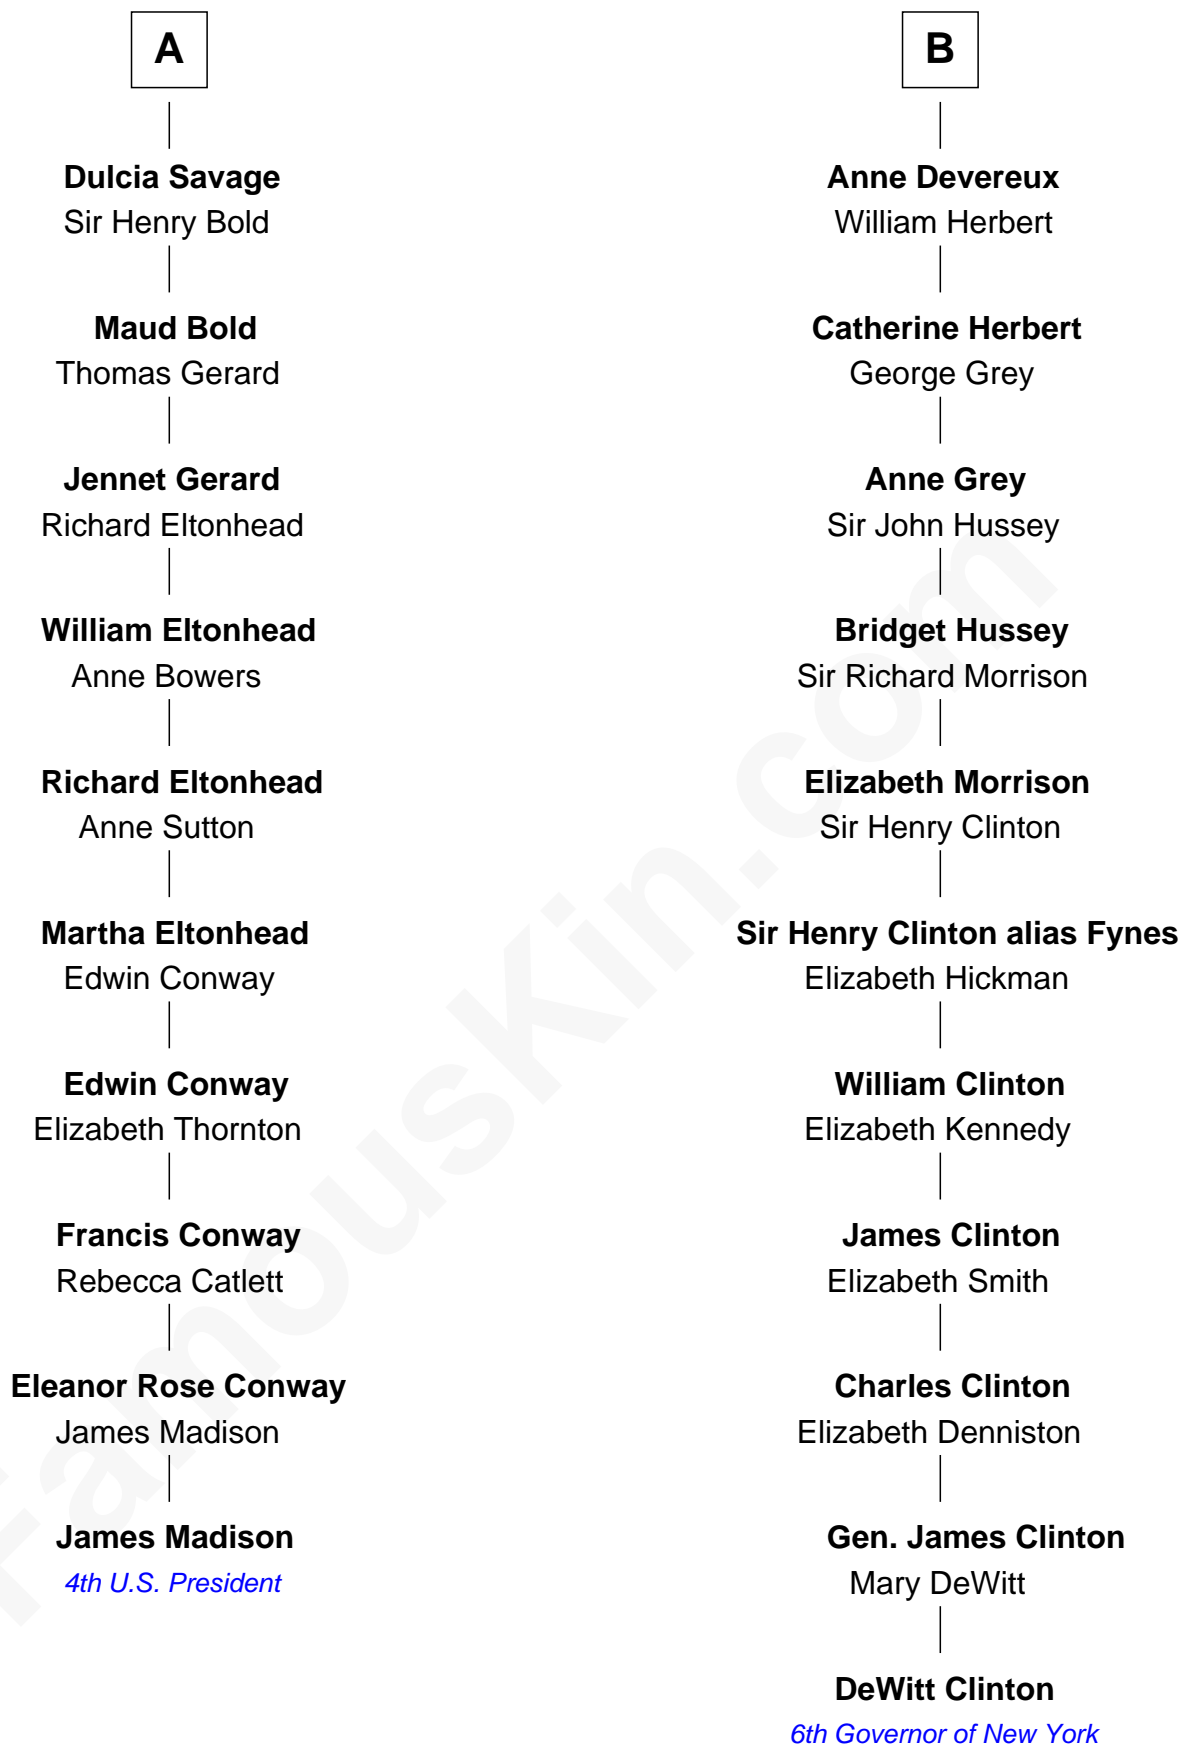 A
Dulcia Savage
Sir Henry Bold
Maud Bold
Thomas Gerard
Jennet Gerard
Richard Eltonhead
William Eltonhead
Anne Bowers
Richard Eltonhead
Anne Sutton
Martha Eltonhead
Edwin Conway
Edwin Conway
Elizabeth Thornton
Francis Conway
Rebecca Catlett
Eleanor Rose Conway
James Madison
James Madison
4th U.S. President
B
Anne Devereux
William Herbert
Catherine Herbert
George Grey
Anne Grey
Sir John Hussey
Bridget Hussey
Sir Richard Morrison
Elizabeth Morrison
Sir Henry Clinton
Sir Henry Clinton alias Fynes
Elizabeth Hickman
William Clinton
Elizabeth Kennedy
James Clinton
Elizabeth Smith
Charles Clinton
Elizabeth Denniston
Gen. James Clinton
Mary DeWitt
DeWitt Clinton
6th Governor of New York
FamousKin.com